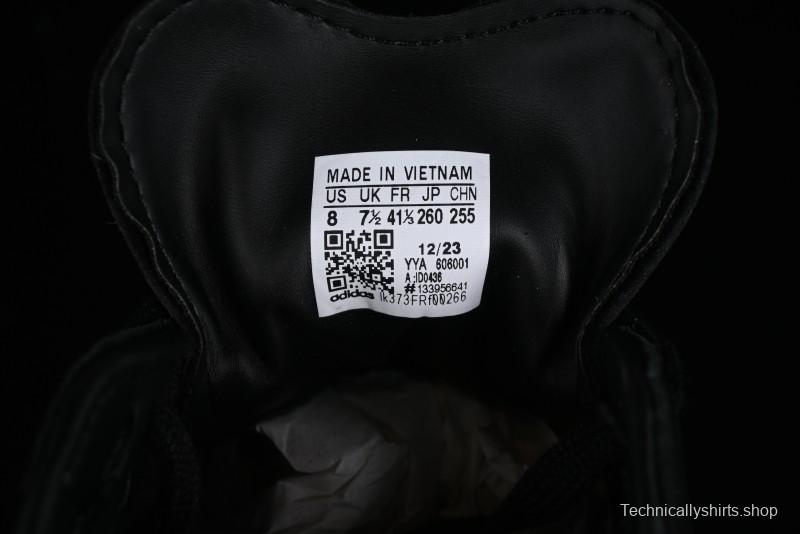 MADE IN VIETNAM
US UK FR JP CHN
8 7½ 41⅓ 260 255
12/23
YYA 606001
A:ID0436
#133956641
adidas lk373FRf00266
Technicallyshirts.shop